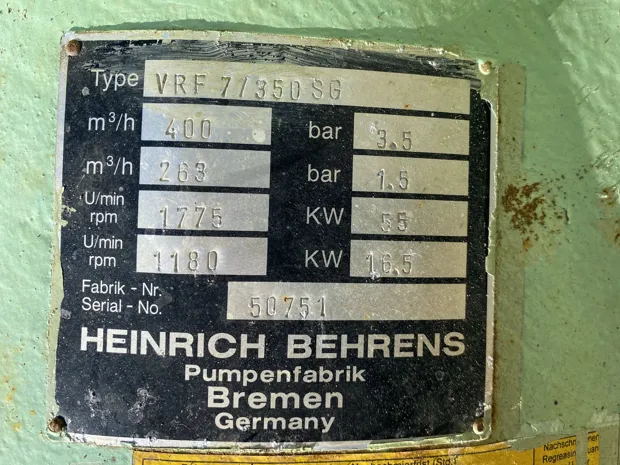 Type VRF 7/350 SG
m³/h 400 bar 3.5
m³/h 263 bar 1.5
U/min
rpm 1775 KW 55
U/min
rpm 1180 KW 16.5
Fabrik - Nr.
Serial - No. 50751
HEINRICH BEHRENS
Pumpenfabrik
Bremen
Germany